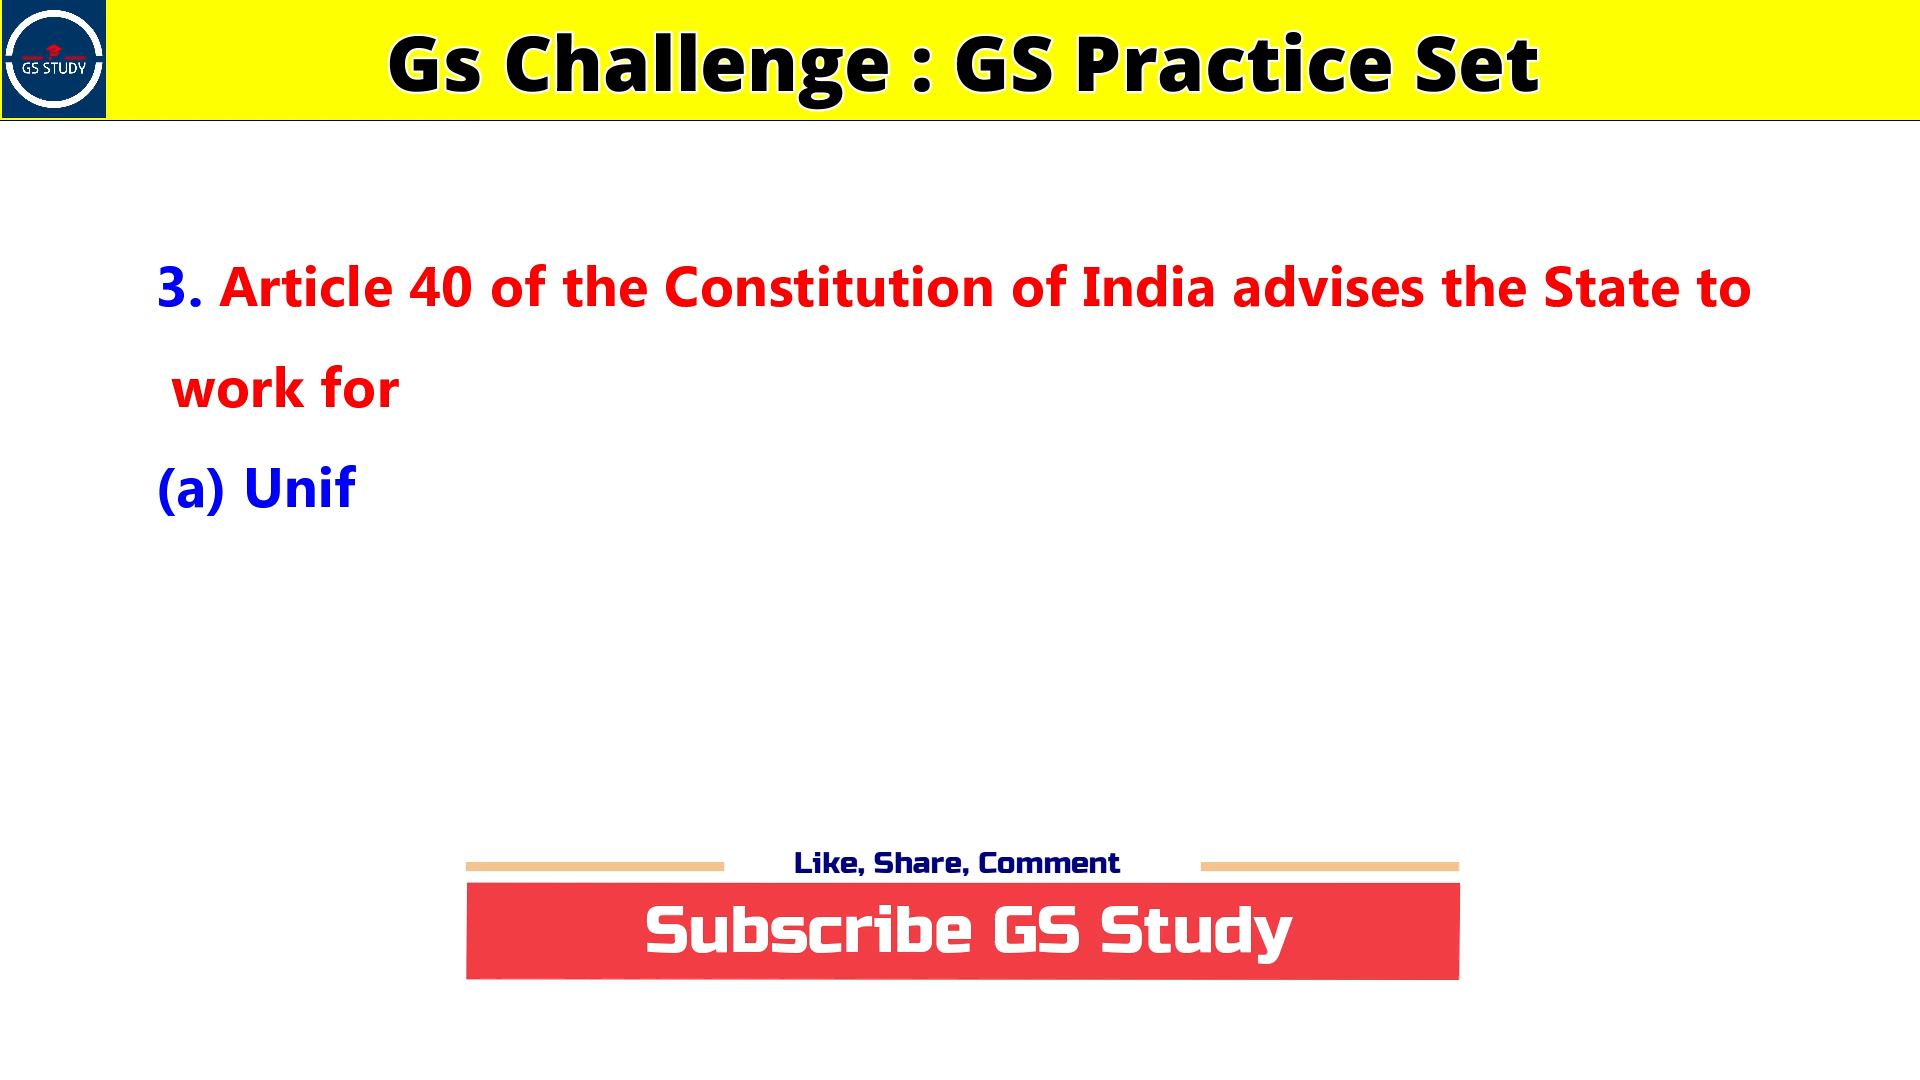 GS STUDY
Gs Challenge : GS Practice Set
3. Article 40 of the Constitution of India advises the State to
work for
(a) Unif
Like, Share, Comment
Subscribe GS Study